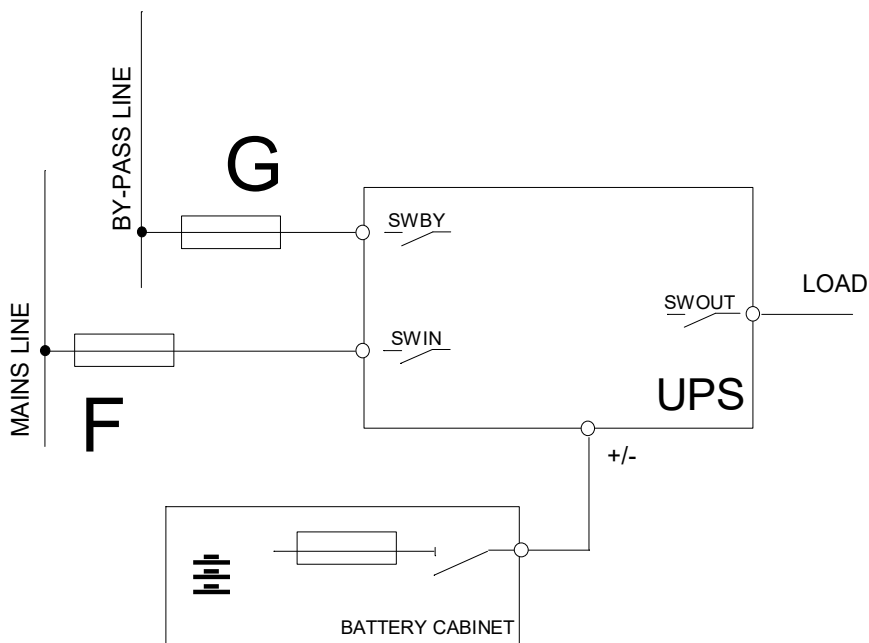 BY-PASS LINE
G
SWBY
LOAD
SWOUT
MAINS LINE
SWIN
UPS
F
+/-
BATTERY CABINET